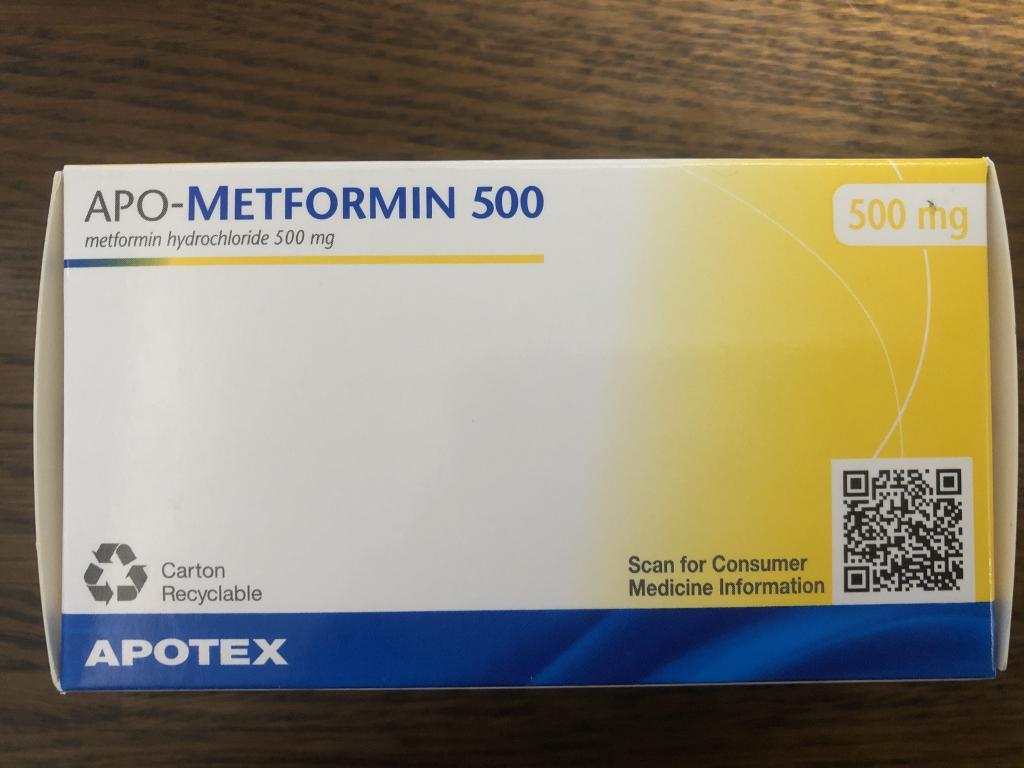 APO-METFORMIN 500
metformin hydrochloride 500 mg
500 mg
Carton
Recyclable
Scan for Consumer
Medicine Information
APOTEX